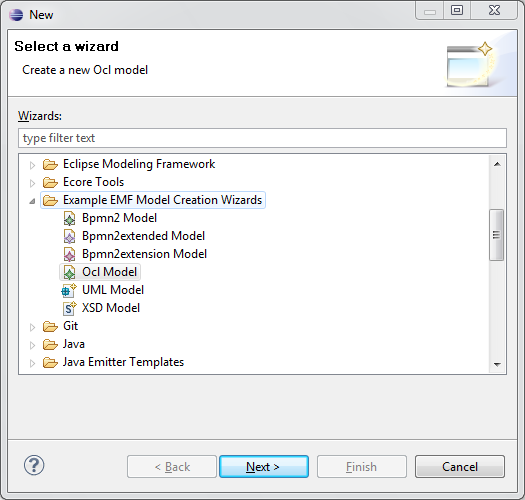 New
Select a wizard
Create a new Ocl model
Wizards:
type filter text
Eclipse Modeling Framework
Ecore Tools
Example EMF Model Creation Wizards
Bpmn2 Model
Bpmn2extended Model
Bpmn2extension Model
Ocl Model
UML Model
XSD Model
Git
Java
Java Emitter Templates
< Back
Next >
Finish
Cancel